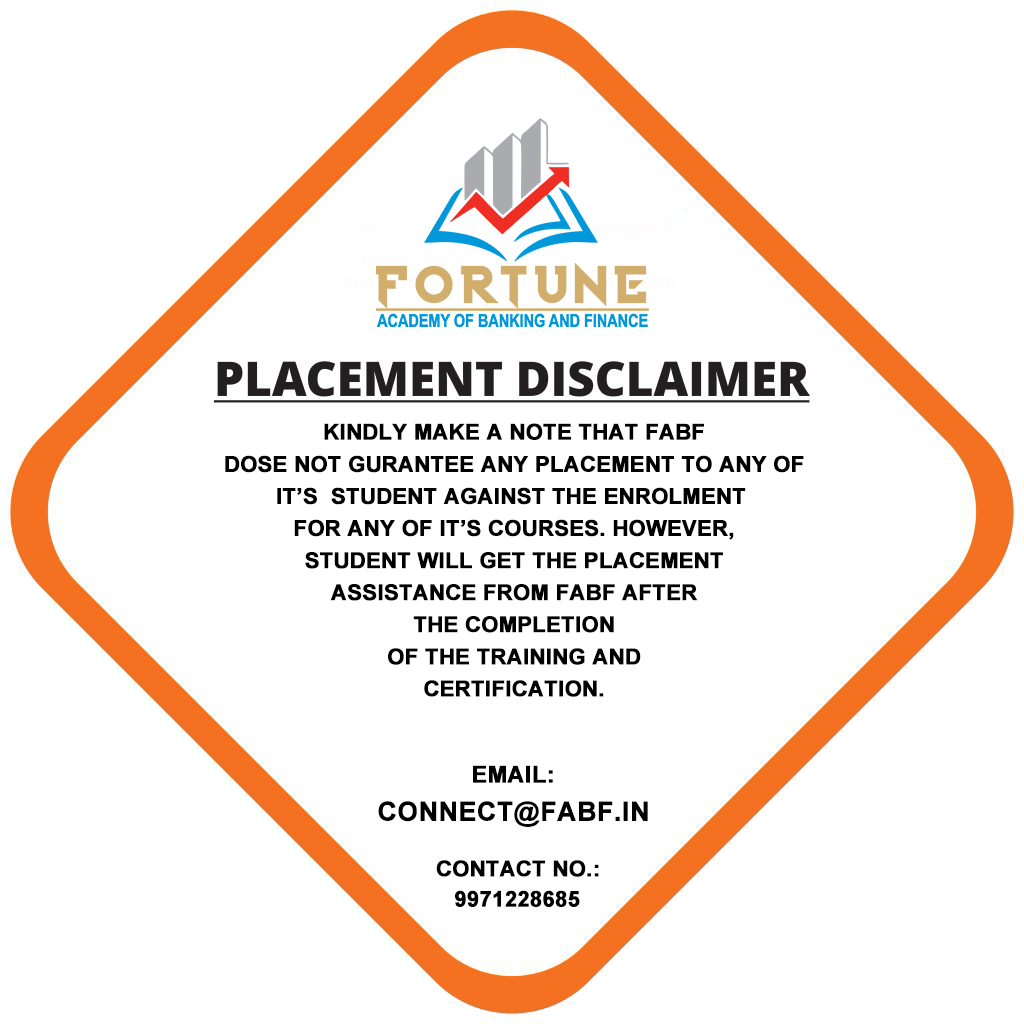 FORTUNE
ACADEMY OF BANKING AND FINANCE
PLACEMENT DISCLAIMER
KINDLY MAKE A NOTE THAT FABF
DOSE NOT GURANTEE ANY PLACEMENT TO ANY OF
IT’S STUDENT AGAINST THE ENROLMENT
FOR ANY OF IT’S COURSES. HOWEVER,
STUDENT WILL GET THE PLACEMENT
ASSISTANCE FROM FABF AFTER
THE COMPLETION
OF THE TRAINING AND
CERTIFICATION.
EMAIL:
CONNECT@FABF.IN
CONTACT NO.:
9971228685